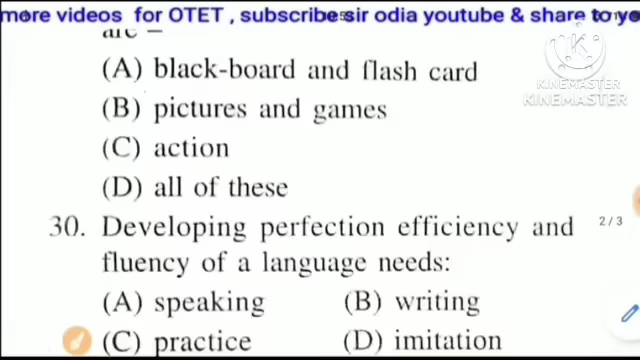 more videos for OTET , subscribe sir odia youtube & share to yo
are –
(A) black-board and flash card
(B) pictures and games
(C) action
(D) all of these
30. Developing perfection efficiency and
fluency of a language needs:
(A) speaking (B) writing
(C) practice (D) imitation
2/3
KINEMASTER
KINEMASTER